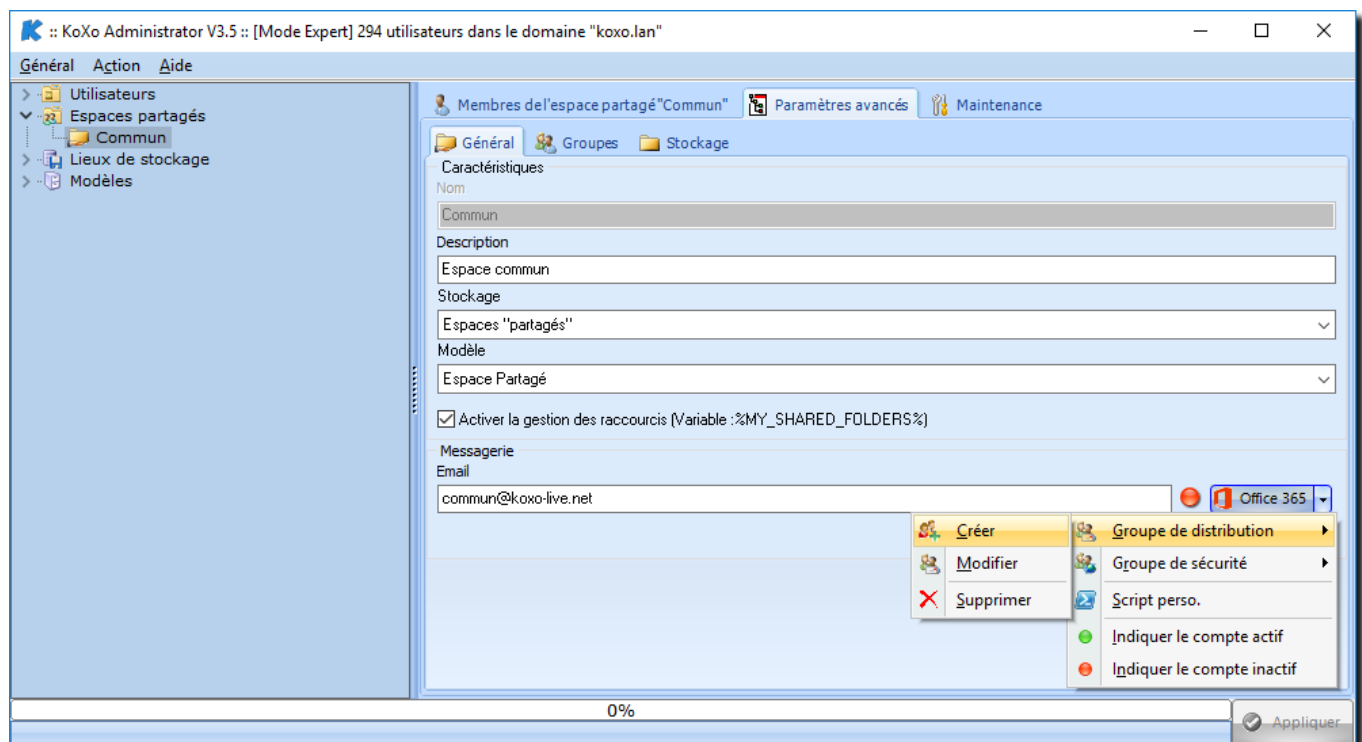 :: KoXo Administrator V3.5 :: [Mode Expert] 294 utilisateurs dans le domaine "koxo.lan"
Général Action Aide
Utilisateurs
Espaces partagés
Commun
Lieux de stockage
Modèles
Membres del'espace partagé"Commun" Paramètres avancés Maintenance
Général Groupes Stockage
Caractéristiques
Nom
Commun
Description
Espace commun
Stockage
Espaces "partagés"
Modèle
Espace Partagé
Activer la gestion des raccourcis (Variable :%MY_SHARED_FOLDERS%)
Messagerie
Email
commun@koxo-live.net Office 365
Créer
Modifier
Supprimer
Groupe de distribution
Groupe de sécurité
Script perso.
Indiquer le compte actif
Indiquer le compte inactif
0%
Appliquer